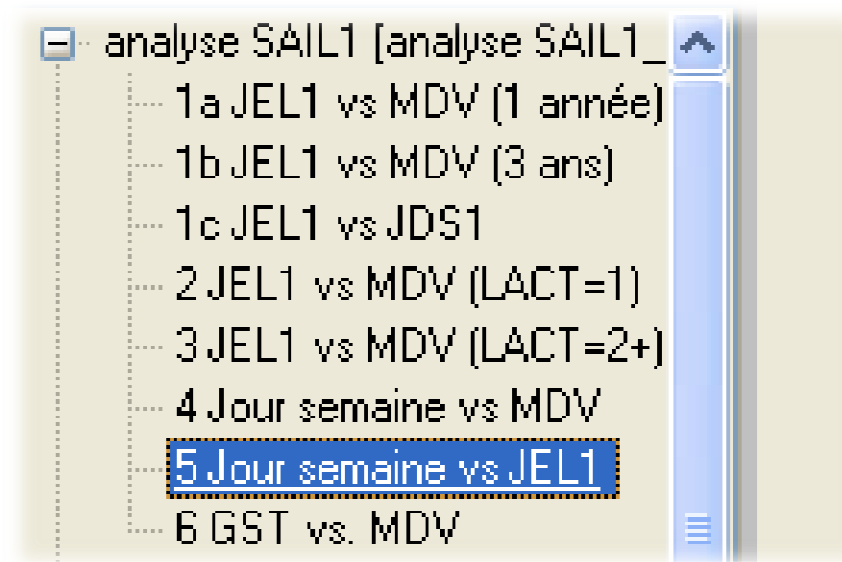 analyse SAIL1 [analyse SAIL1_
1a JEL1 vs MDV (1 année)
1b JEL1 vs MDV (3 ans)
1c JEL1 vs JDS1
2 JEL1 vs MDV (LACT=1)
3 JEL1 vs MDV (LACT=2+)
4 Jour semaine vs MDV
5 Jour semaine vs JEL1
6 GST vs. MDV